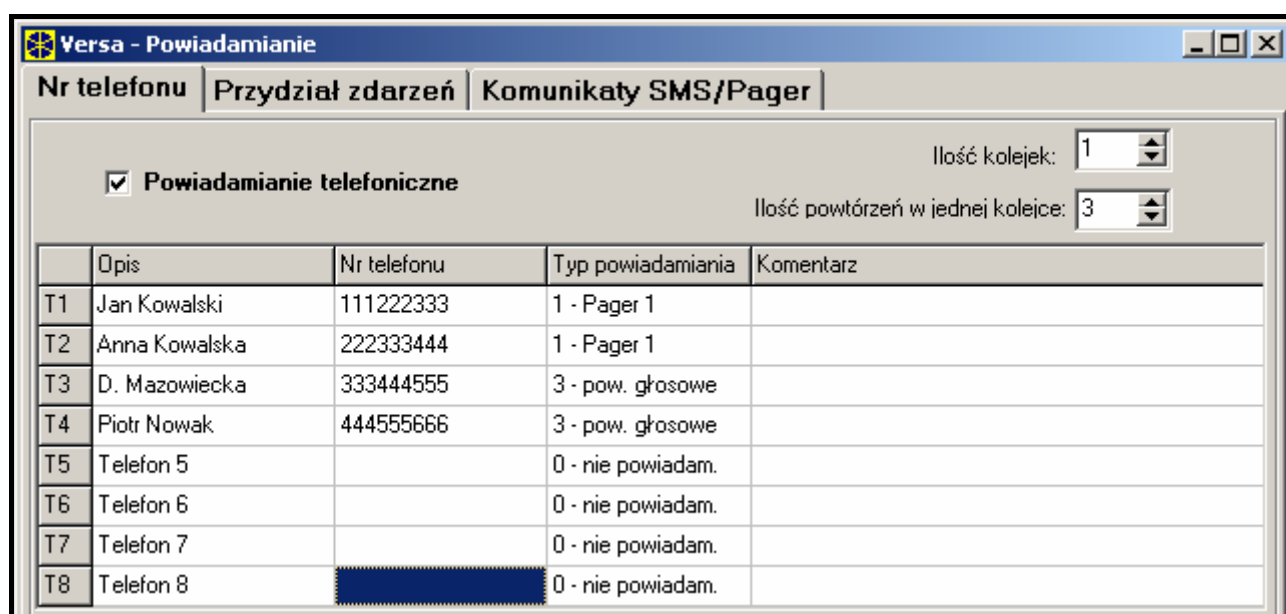 Versa - Powiadamianie
Nr telefonu Przydział zdarzeń Komunikaty SMS/Pager
Ilość kolejek: 1
Powiadamianie telefoniczne
Ilość powtórzeń w jednej kolejce: 3
Opis Nr telefonu Typ powiadamiania Komentarz
T1 Jan Kowalski 111222333 1 - Pager 1
T2 Anna Kowalska 222333444 1 - Pager 1
T3 D. Mazowiecka 333444555 3 - pow. głosowe
T4 Piotr Nowak 444555666 3 - pow. głosowe
T5 Telefon 5 0 - nie powiadam.
T6 Telefon 6 0 - nie powiadam.
T7 Telefon 7 0 - nie powiadam.
T8 Telefon 8 0 - nie powiadam.